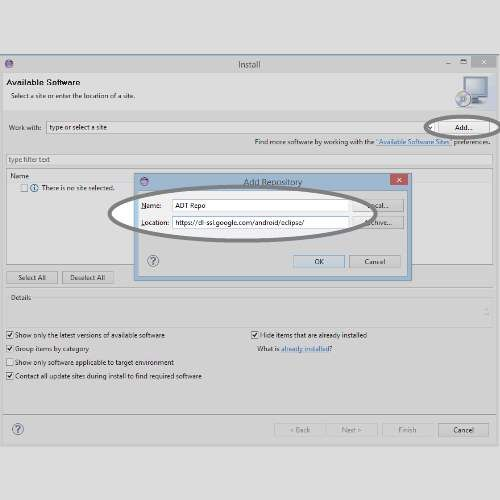 Install
Available Software
Select a site or enter the location of a site.
Work with: type or select a site
Add...
Find more software by working with the "Available Software Sites" preferences.
type filter text
Name
There is no site selected.
Add Repository
Name: ADT Repo
Location: https://dl-ssl.google.com/android/eclipse/
Archive...
? OK Cancel
Select All Deselect All
Details
Show only the latest versions of available software Hide items that are already installed
Group items by category What is already installed?
Show only software applicable to target environment
Contact all update sites during install to find required software
? < Back Next > Finish Cancel